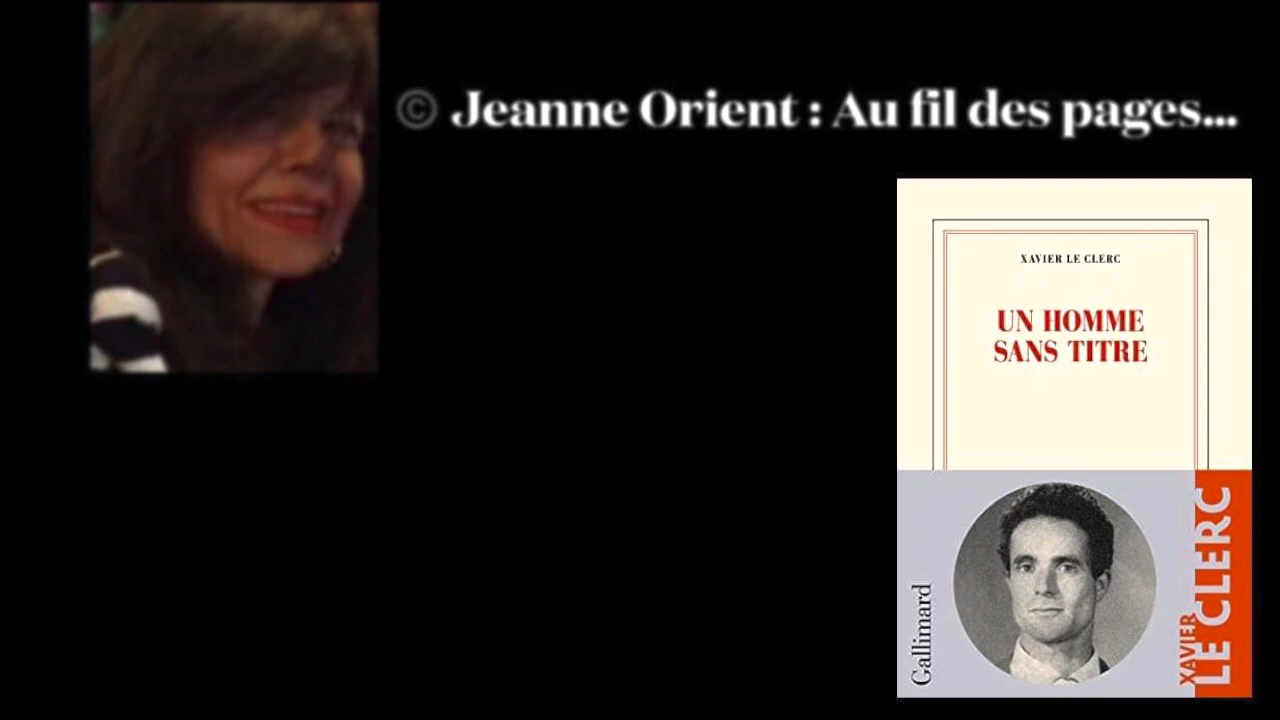 © Jeanne Orient : Au fil des pages...
XAVIER LE CLERC
UN HOMME
SANS TITRE
Gallimard
XAVIER
LE CLERC